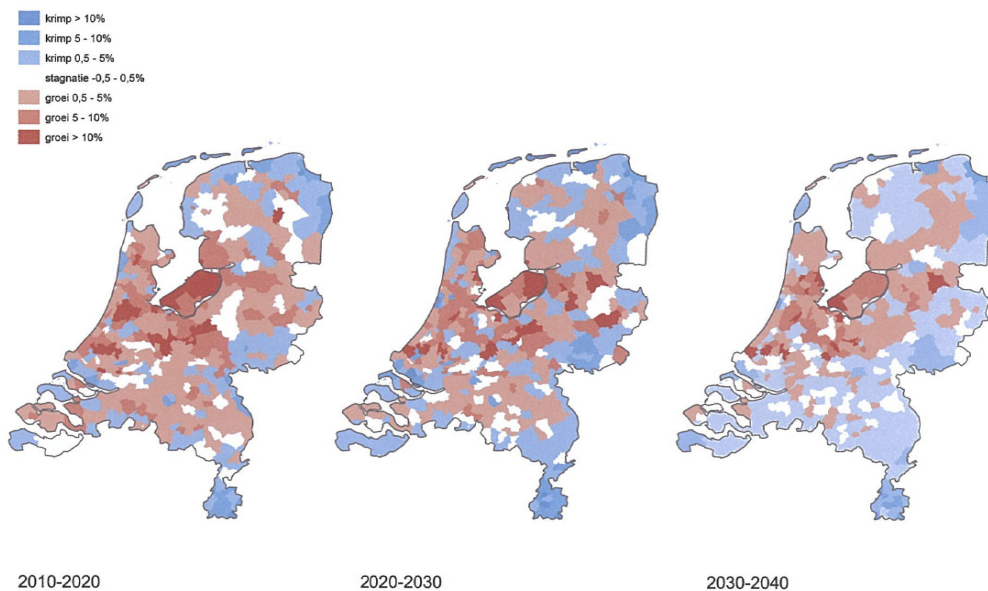 krimp > 10%
krimp 5 - 10%
krimp 0,5 - 5%
stagnatie -0,5 - 0,5%
groei 0,5 - 5%
groei 5 - 10%
groei > 10%
2010-2020
2020-2030
2030-2040